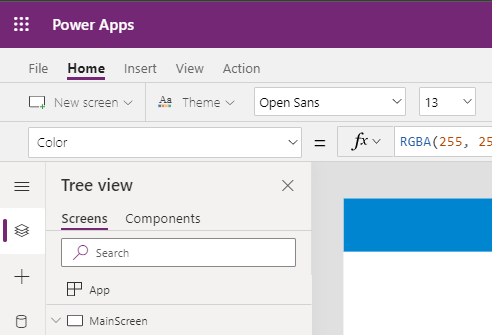 Power Apps
File Home Insert View Action
New screen Theme Open Sans 13
Color = fx RGBA(255, 25
Tree view
Screens Components
Search
App
MainScreen